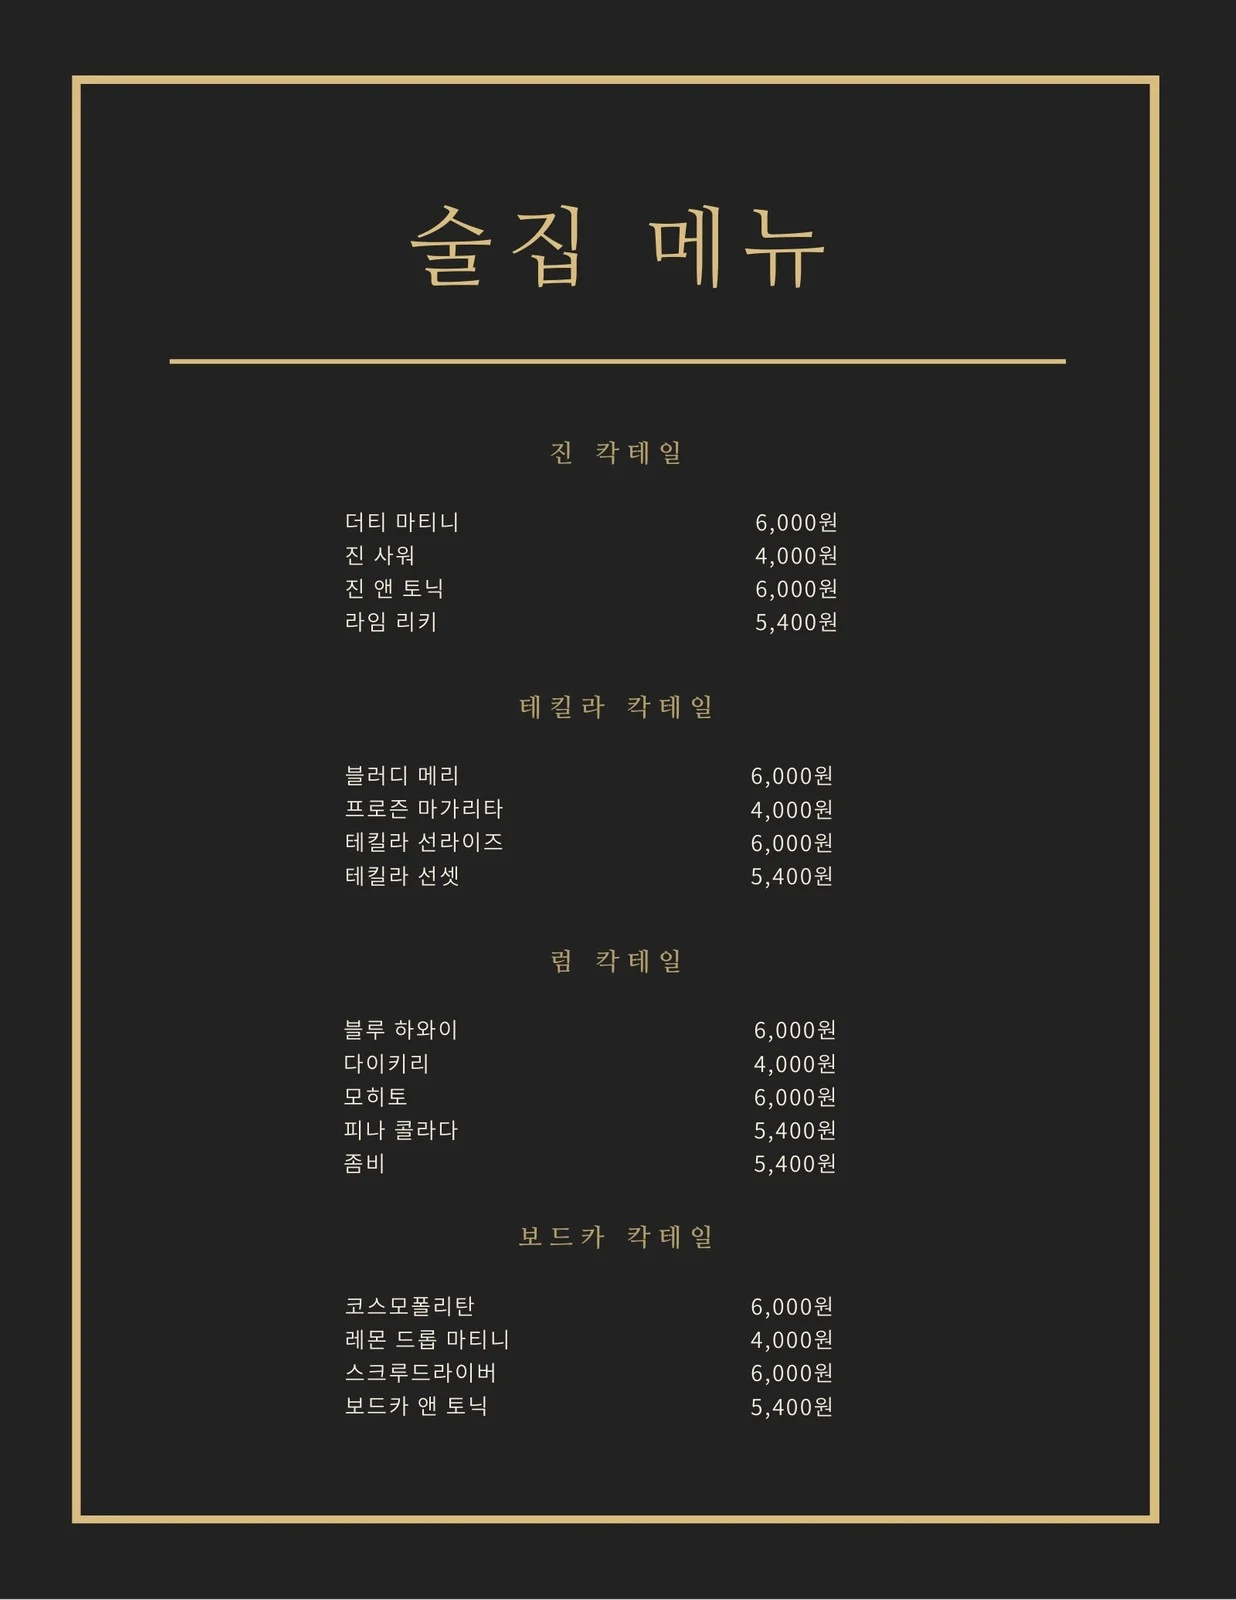 술집 메뉴
진 칵테일
더티 마티니 6,000원
진 사워 4,000원
진 앤 토닉 6,000원
라임 리키 5,400원
테킬라 칵테일
블러디 메리 6,000원
프로즌 마가리타 4,000원
테킬라 선라이즈 6,000원
테킬라 선셋 5,400원
럼 칵테일
블루 하와이 6,000원
다이키리 4,000원
모히토 6,000원
피나 콜라다 5,400원
좀비 5,400원
보드카 칵테일
코스모폴리탄 6,000원
레몬 드롭 마티니 4,000원
스크루드라이버 6,000원
보드카 앤 토닉 5,400원